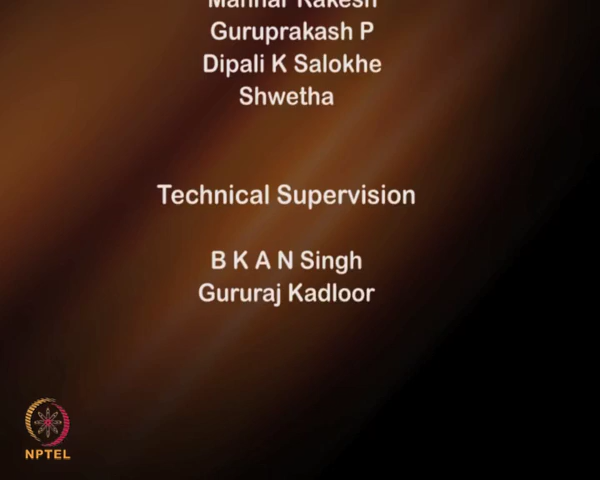 Guruprakash P
Dipali K Salokhe
Shwetha
Technical Supervision
B K A N Singh
Gururaj Kadloor
NPTEL